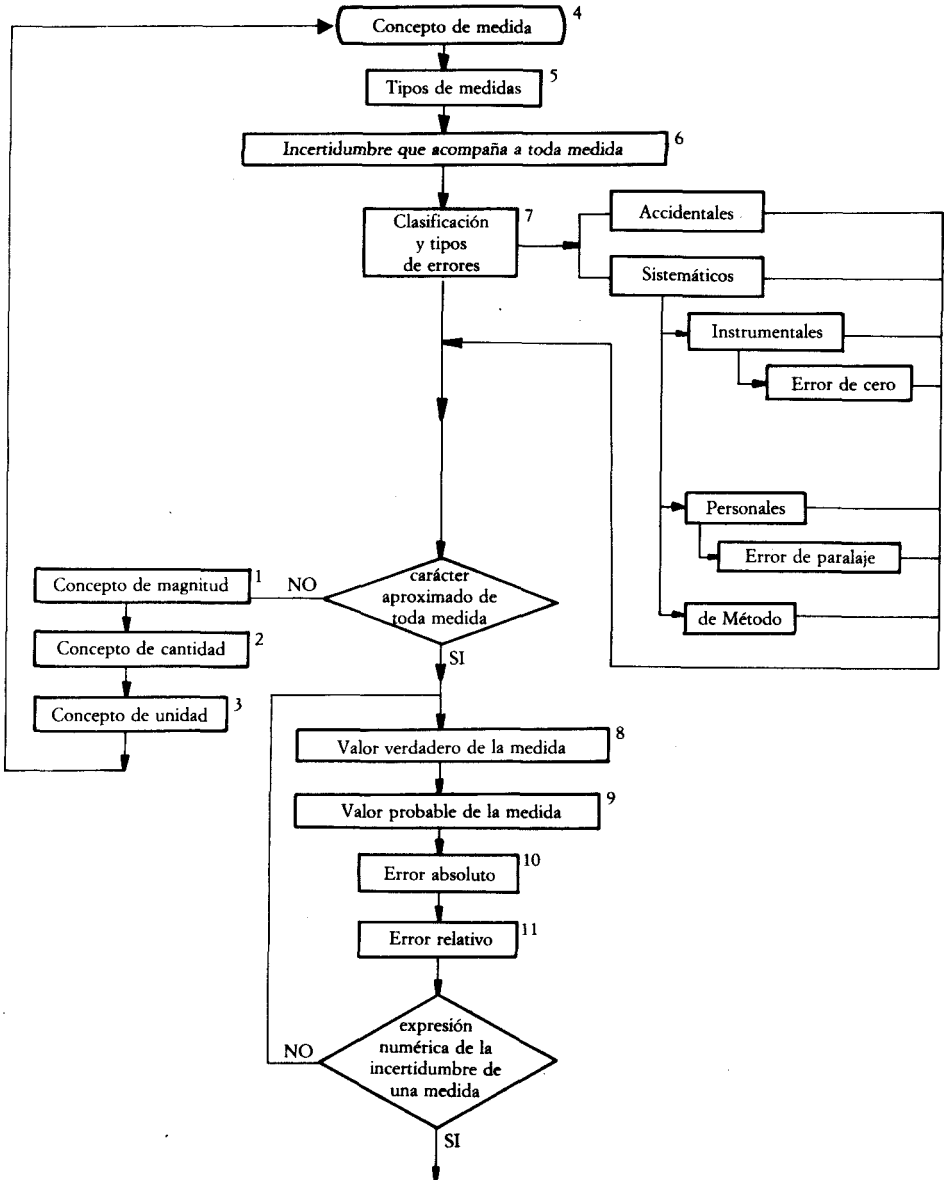 Concepto de medida
4
Tipos de medidas
5
Incertidumbre que acompaña a toda medida
6
Clasificación
y tipos
de errores
7
Accidentales
Sistemáticos
Instrumentales
Error de cero
Personales
Error de paralaje
de Método
carácter
aproximado de
toda medida
NO
SI
Concepto de magnitud
1
Concepto de cantidad
2
Concepto de unidad
3
Valor verdadero de la medida
8
Valor probable de la medida
9
Error absoluto
10
Error relativo
11
expresión
numérica de la
incertidumbre de
una medida
NO
SI